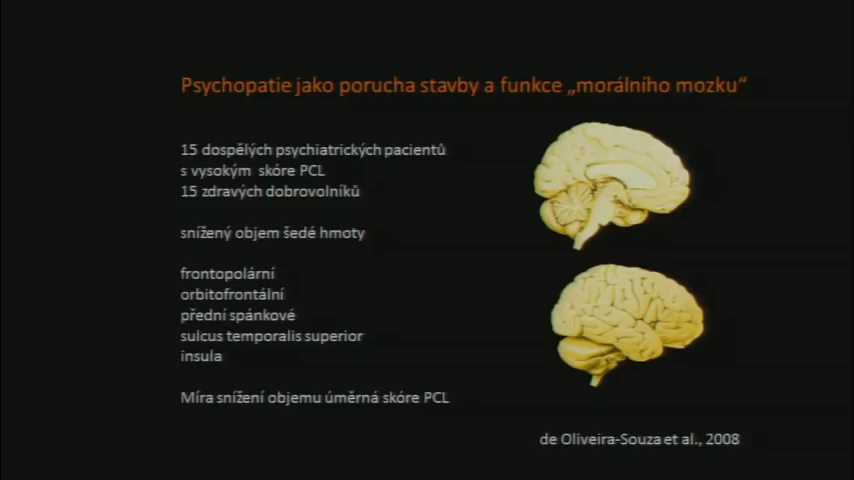 Psychopatie jako porucha stavby a funkce „morálního mozku“
15 dospělých psychiatrických pacientů
s vysokým skóre PCL
15 zdravých dobrovolníků
snížený objem šedé hmoty
frontopolární
orbitofrontální
přední spánkové
sulcus temporalis superior
insula
Míra snížení objemu úměrná skóre PCL
de Oliveira-Souza et al., 2008